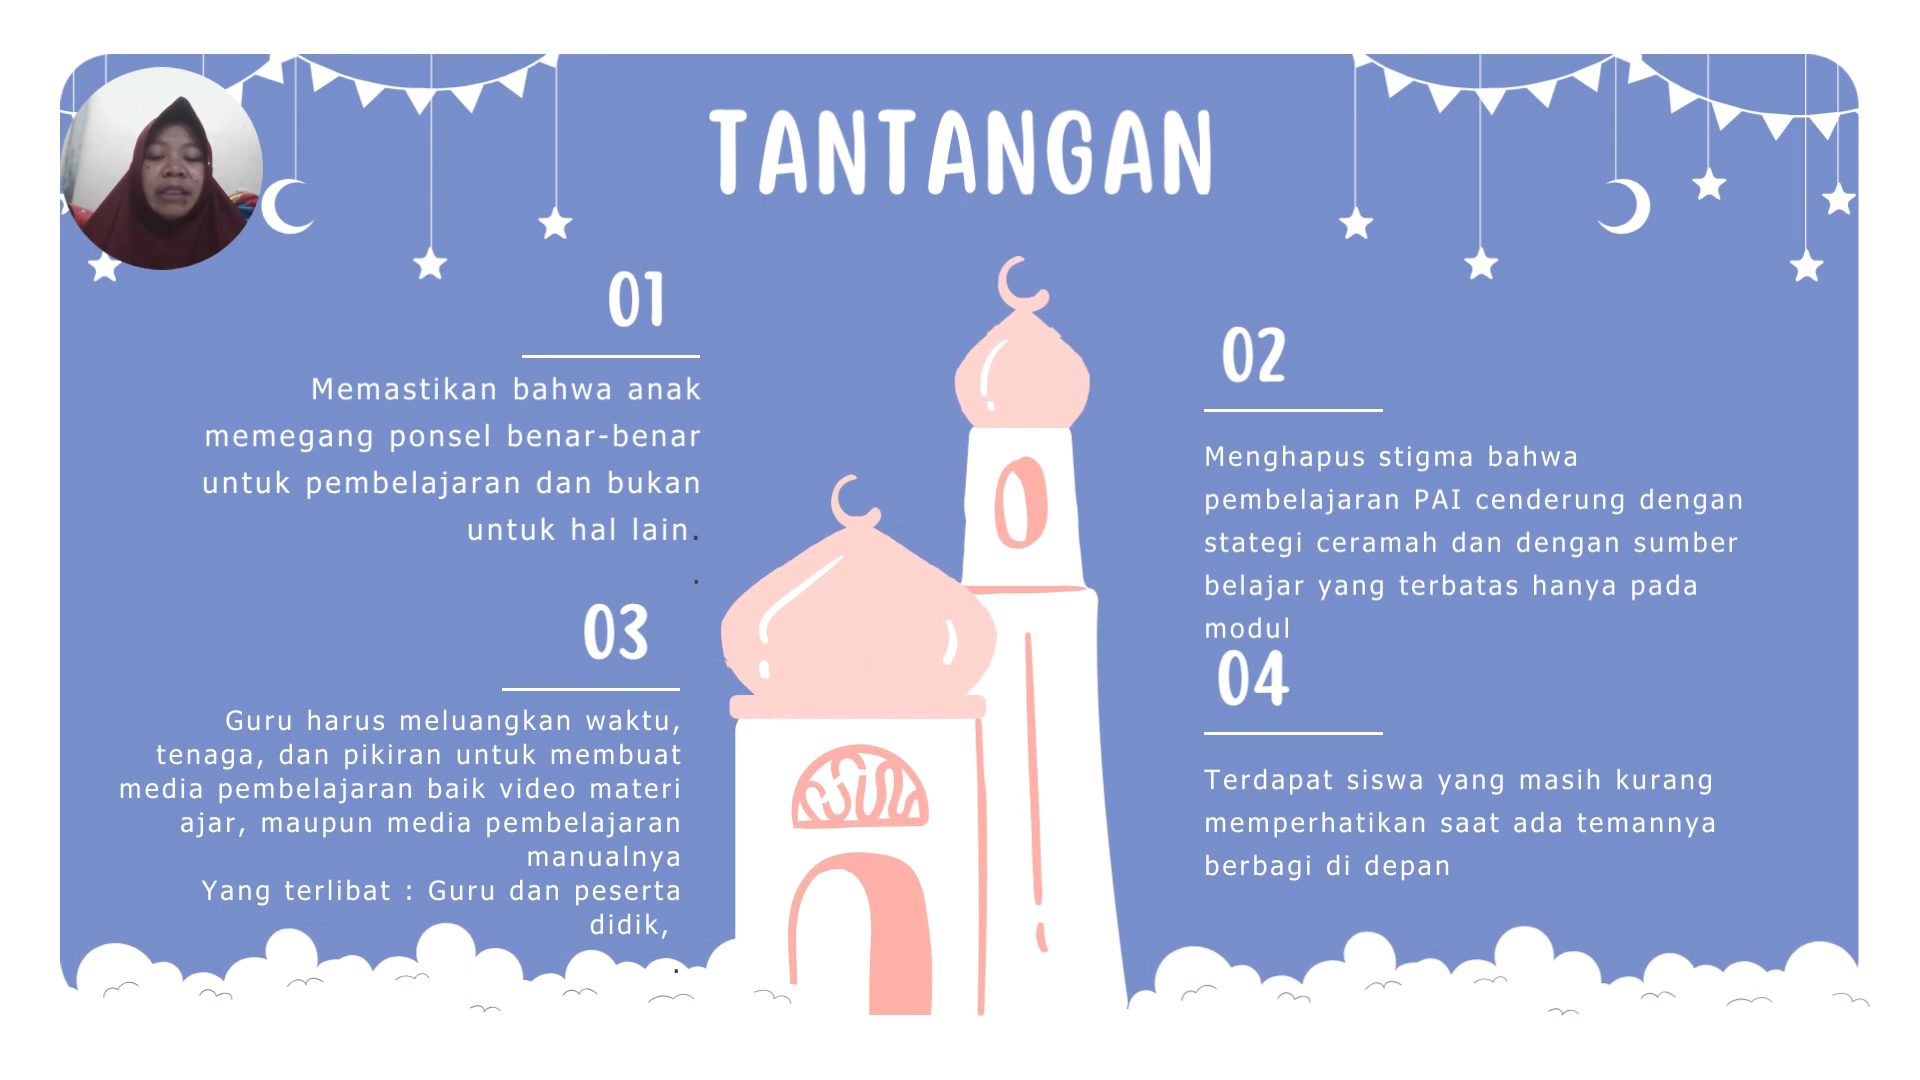 TANTANGAN
01
Memastikan bahwa anak
memegang ponsel benar-benar
untuk pembelajaran dan bukan
untuk hal lain.
.
02
Menghapus stigma bahwa
pembelajaran PAI cenderung dengan
stategi ceramah dan dengan sumber
belajar yang terbatas hanya pada
modul
03
Guru harus meluangkan waktu,
tenaga, dan pikiran untuk membuat
media pembelajaran baik video materi
ajar, maupun media pembelajaran
manualnya
Yang terlibat : Guru dan peserta
didik,
.
04
Terdapat siswa yang masih kurang
memperhatikan saat ada temannya
berbagi di depan